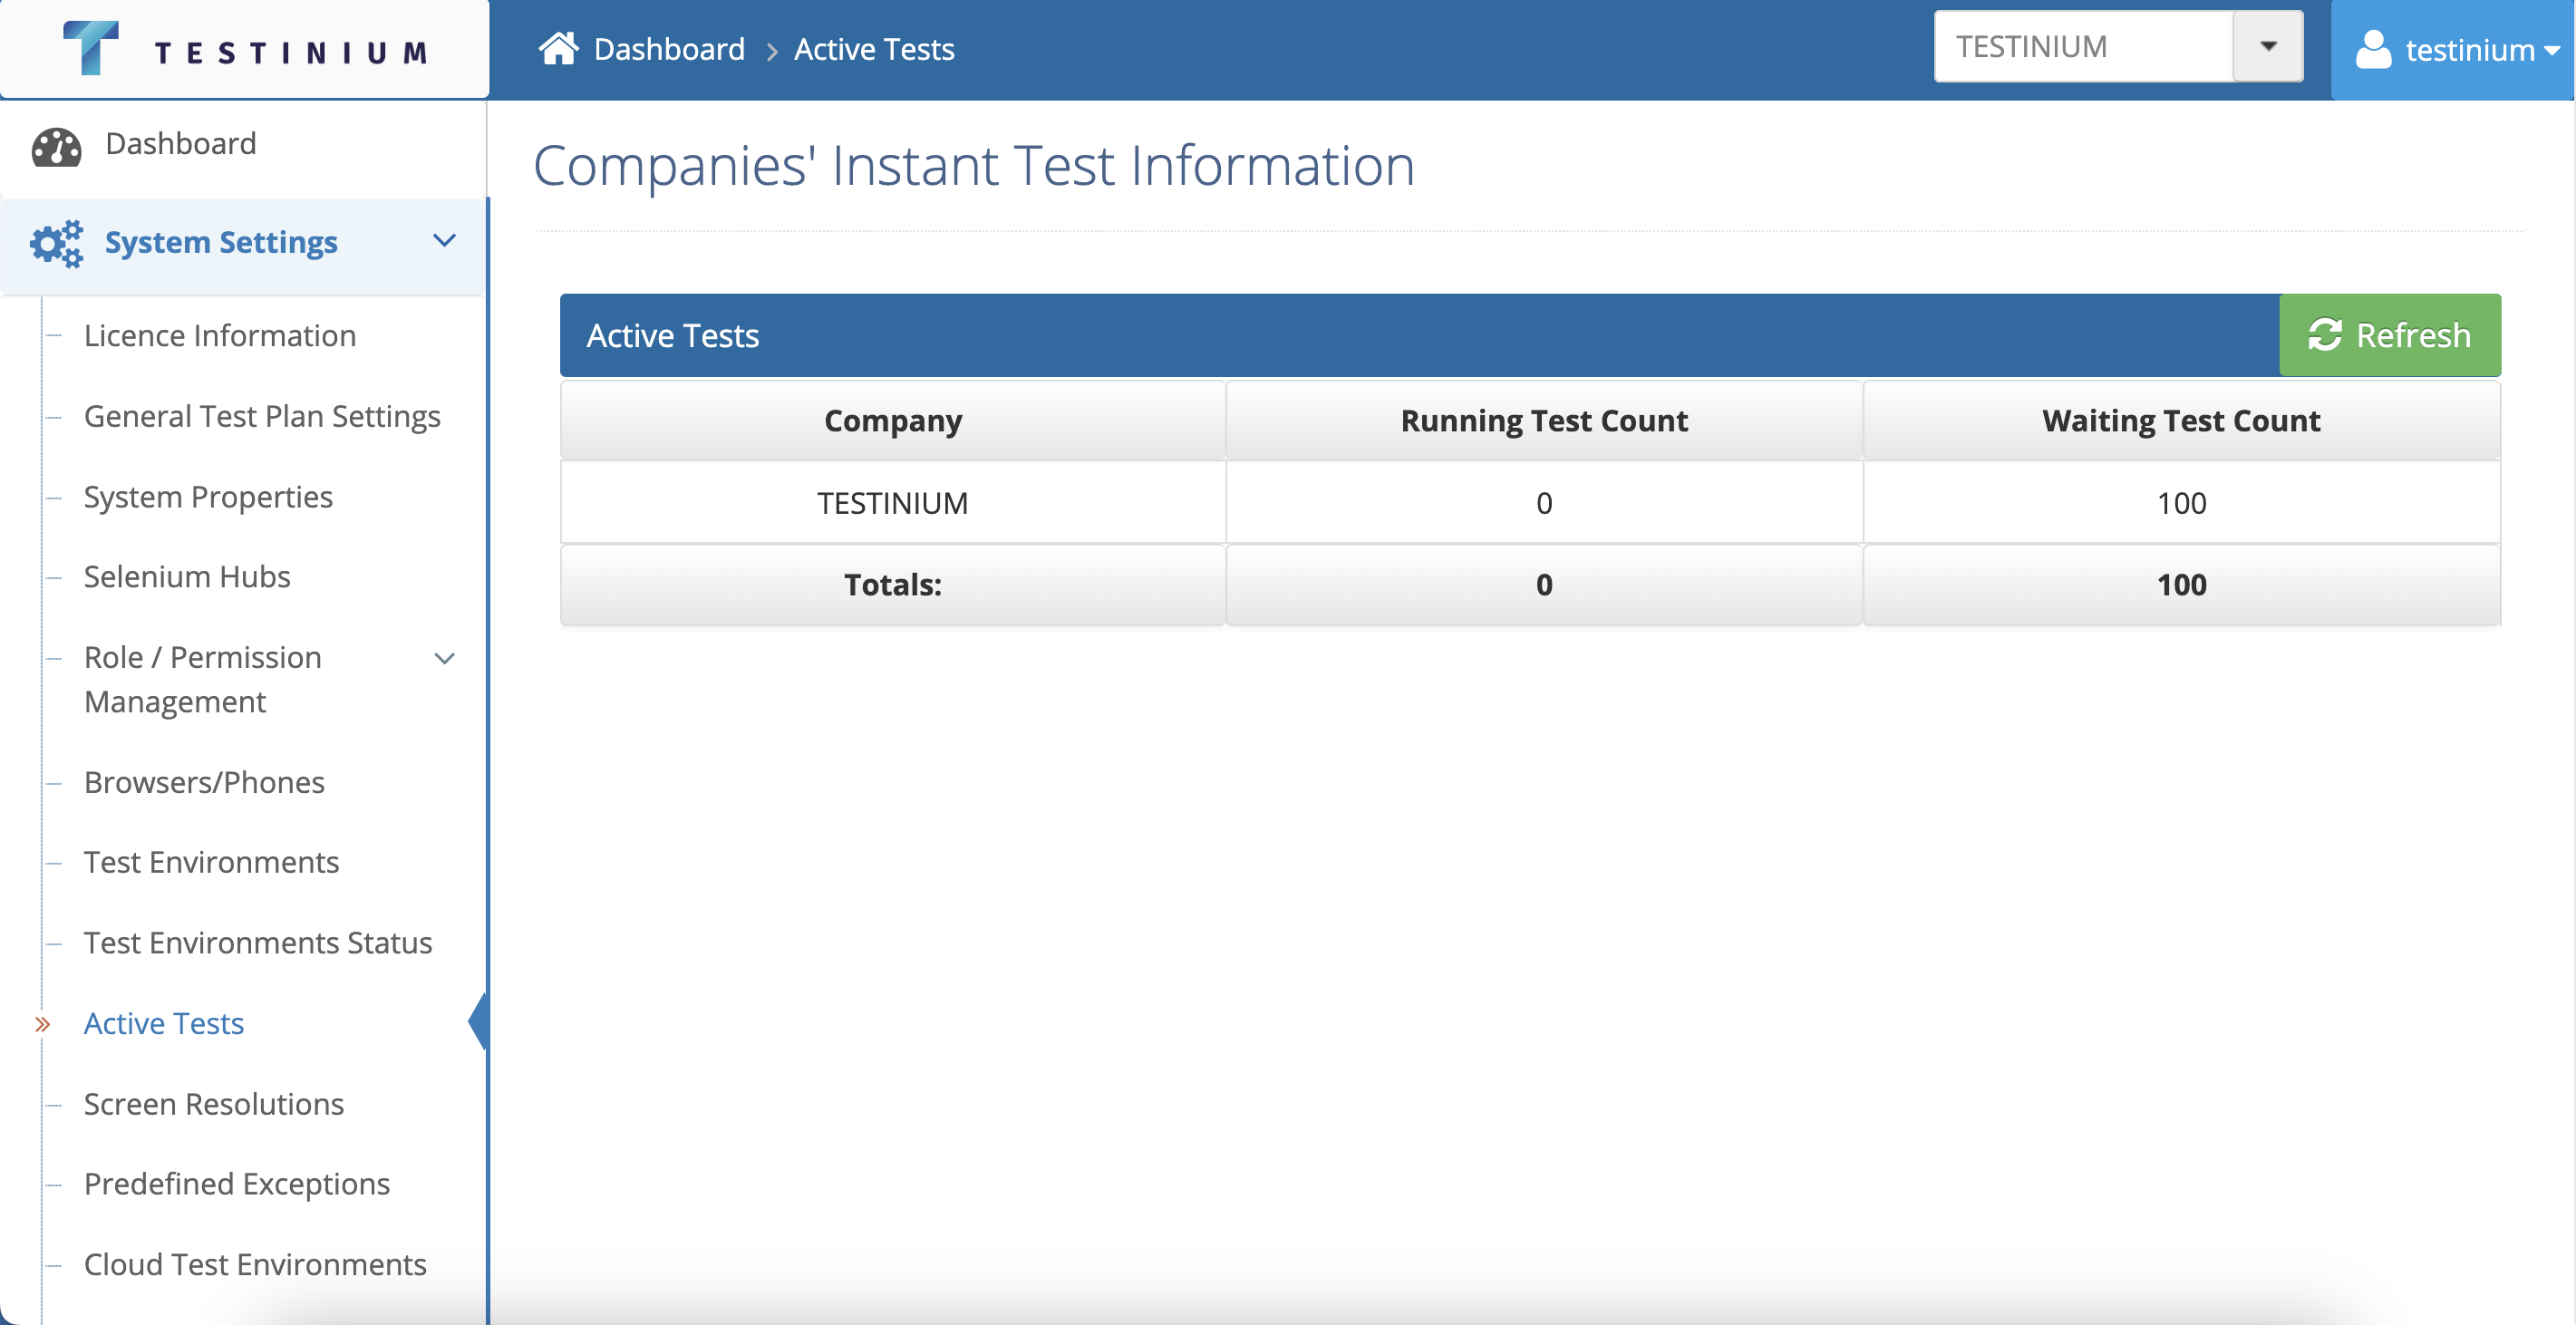 TESTINIUM
Dashboard > Active Tests
TESTINIUM
testinium
Dashboard
System Settings
Licence Information
General Test Plan Settings
System Properties
Selenium Hubs
Role / Permission
Management
Browsers/Phones
Test Environments
Test Environments Status
Active Tests
Screen Resolutions
Predefined Exceptions
Cloud Test Environments
Companies' Instant Test Information
Active Tests
Refresh
Company Running Test Count Waiting Test Count
TESTINIUM 0 100
Totals: 0 100